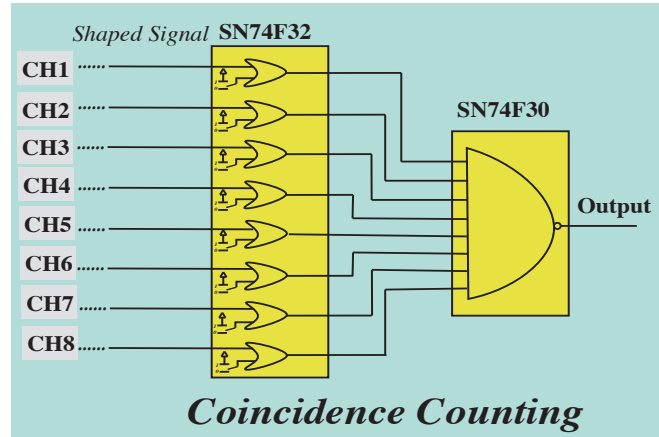 Shaped Signal SN74F32
CH1 ......
CH2 ......
CH3 ......
CH4 ......
CH5 ......
CH6 ......
CH7 ......
CH8 ......
SN74F30
Output
Coincidence Counting